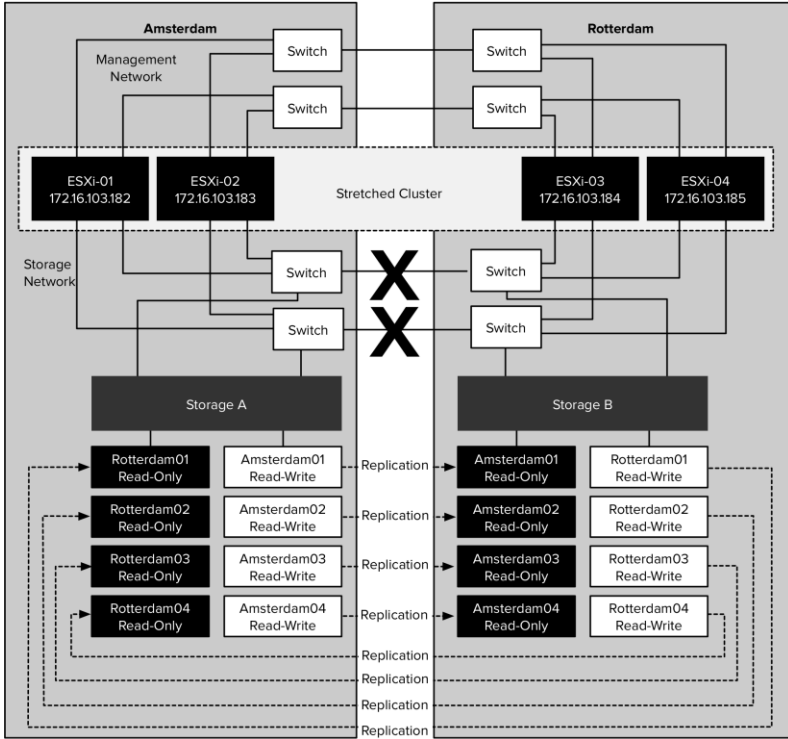 Amsterdam
Rotterdam
Management
Network
Switch
Switch
Switch
Switch
ESXi-01
172.16.103.182
ESXi-02
172.16.103.183
Stretched Cluster
ESXi-03
172.16.103.184
ESXi-04
172.16.103.185
Storage
Network
Switch
X
Switch
Switch
X
Switch
Storage A
Storage B
Rotterdam01
Read-Only
Amsterdam01
Read-Write
Replication
Amsterdam01
Read-Only
Rotterdam01
Read-Write
Rotterdam02
Read-Only
Amsterdam02
Read-Write
Replication
Amsterdam02
Read-Only
Rotterdam02
Read-Write
Rotterdam03
Read-Only
Amsterdam03
Read-Write
Replication
Amsterdam03
Read-Only
Rotterdam03
Read-Write
Rotterdam04
Read-Only
Amsterdam04
Read-Write
Replication
Amsterdam04
Read-Only
Rotterdam04
Read-Write
Replication
Replication
Replication
Replication